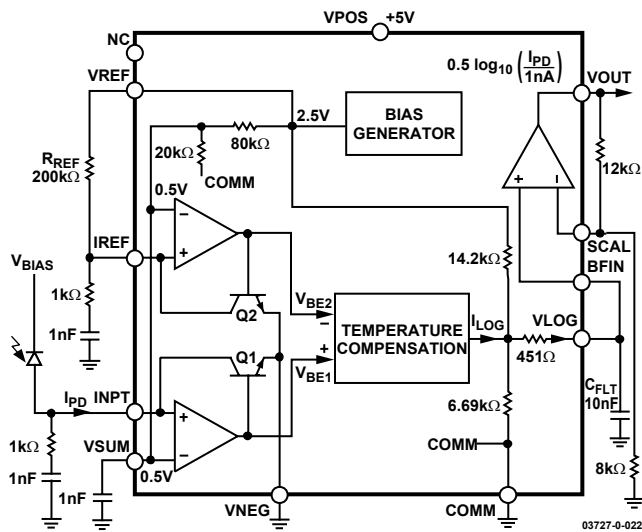 VPOS +5V
NC
VREF
0.5 log10 (IPD / 1nA)
VOUT
2.5V
BIAS
GENERATOR
80kΩ
20kΩ
COMM
RREF
200kΩ
0.5V
12kΩ
IREF
SCAL
BFIN
VBIAS
14.2kΩ
1kΩ
1nF
Q2
VBE2
TEMPERATURE
COMPENSATION
ILOG
VLOG
451Ω
Q1
VBE1
IPD INPT
CFLT
10nF
6.69kΩ
1kΩ
VSUM
COMM
8kΩ
1nF
1nF
0.5V
VNEG
COMM
03727-0-022
+
−
−
+
−
+
+
−